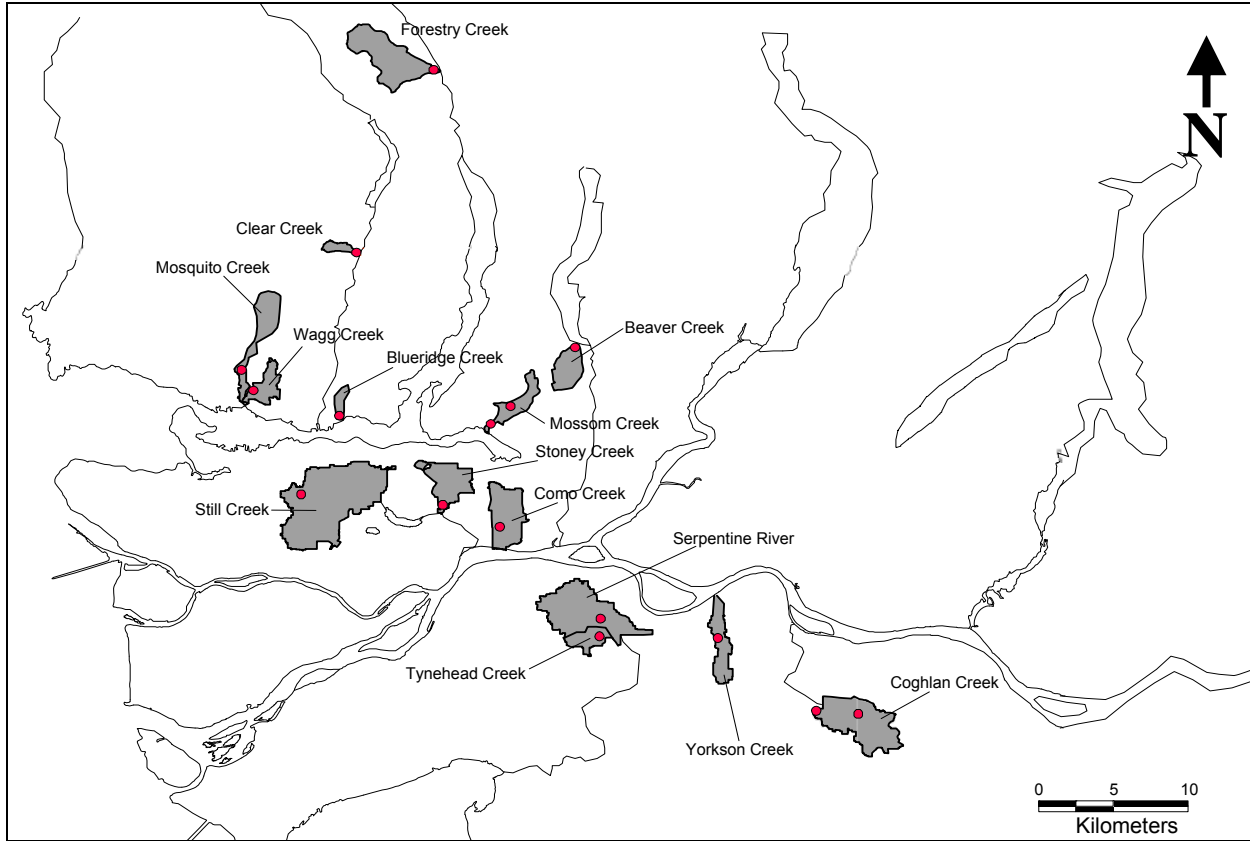 Forestry Creek
N
Clear Creek
Mosquito Creek
Wagg Creek
Blueridge Creek
Beaver Creek
Mossom Creek
Stoney Creek
Como Creek
Still Creek
Serpentine River
Tynehead Creek
Coghlan Creek
Yorkson Creek
0 5 10
Kilometers